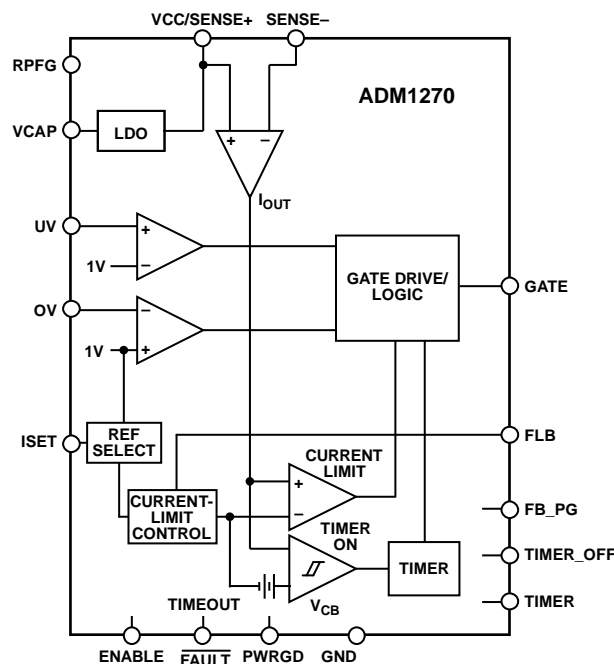 VCC/SENSE+ SENSE–
RPFG
ADM1270
VCAP
LDO
+ –
IOUT
UV
+
1V
–
GATE DRIVE/
LOGIC
GATE
OV
–
1V
+
ISET
REF
SELECT
FLB
CURRENT
LIMIT
+
CURRENT-
LIMIT
CONTROL
–
FB_PG
TIMER
ON
TIMER_OFF
TIMER
VCB
TIMEOUT
TIMER
ENABLE FAULT PWRGD GND